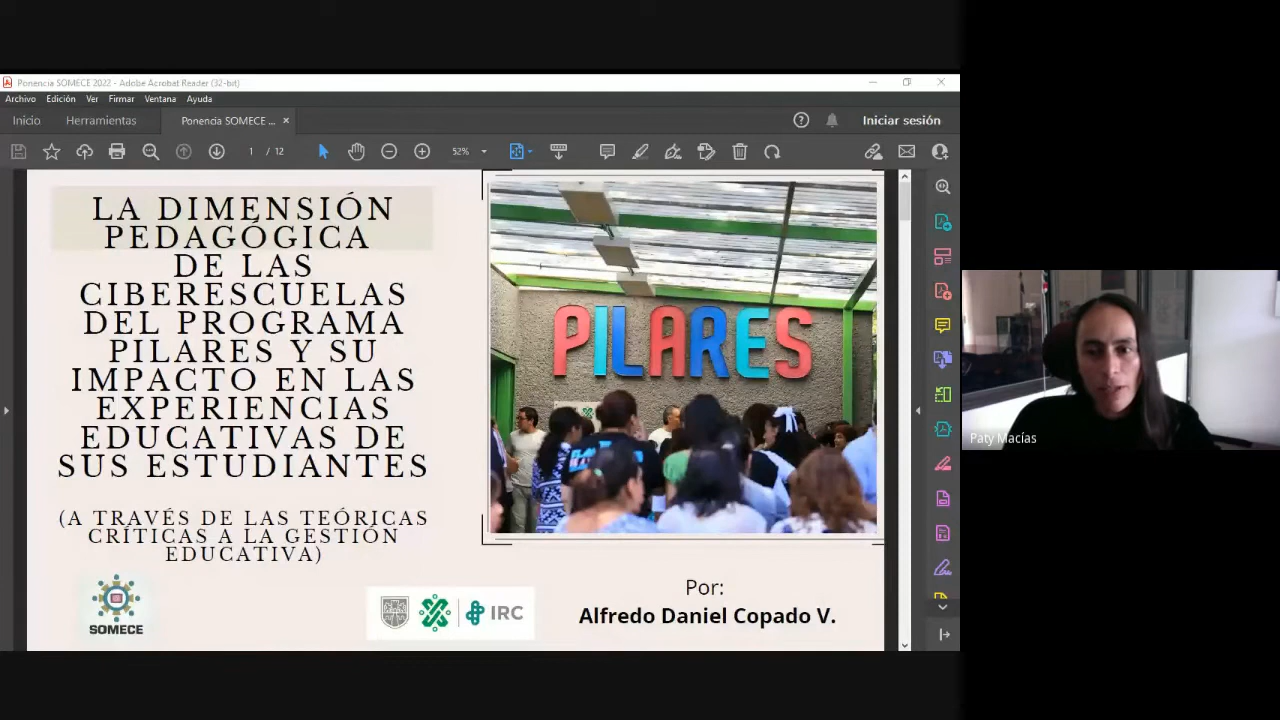 Ponencia SOMECE 2022 - Adobe Acrobat Reader (32-bit)
Archivo Edición Ver Firmar Ventana Ayuda
Inicio Herramientas Ponencia SOMECE ... Iniciar sesión
1 / 12 52%
LA DIMENSIÓN
PEDAGÓGICA
DE LAS
CIBERESCUELAS
DEL PROGRAMA
PILARES Y SU
IMPACTO EN LAS
EXPERIENCIAS
EDUCATIVAS DE
SUS ESTUDIANTES
(A TRAVÉS DE LAS TEÓRICAS
CRÍTICAS A LA GESTIÓN
EDUCATIVA)
PILARES
SOMECE
IRC
Por:
Alfredo Daniel Copado V.
Paty Macías